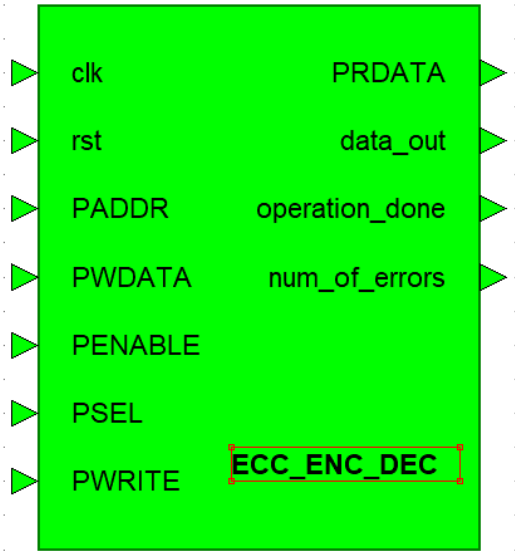 clk PRDATA
rst data_out
PADDR operation_done
PWDATA num_of_errors
PENABLE
PSEL
ECC_ENC_DEC
PWRITE